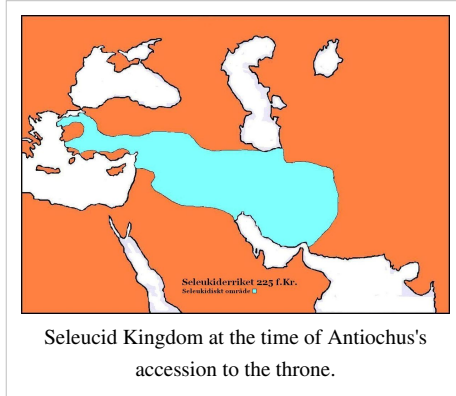 Seleukiderriket 225 f.Kr.
Seleukidiskt område
Seleucid Kingdom at the time of Antiochus's
accession to the throne.